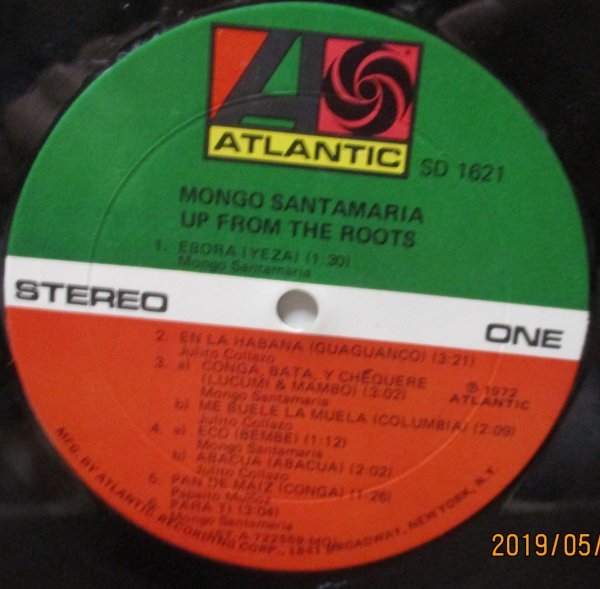 ATLANTIC
SD 1621
MONGO SANTAMARIA
UP FROM THE ROOTS
1. EBORA (YEZA) (1:30)
Mongo Santamaria
STEREO
ONE
2. EN LA HABANA (GUAGUANCO) (3:21)
Julito Collazo
3. a) CONGA, BATA, Y CHEQUERE
(LUCUMI & MAMBO) (3:02)
Mongo Santamaria
b) ME BUELE LA MUELA (COLUMBIA) (2:09)
Julito Collazo
4. a) ECO (BEMBE) (1:12)
Mongo Santamaria
b) ABACUA (ABACUA) (2:02)
Julito Collazo
5. PAN DE MAIZ (CONGA) (1:26)
Papaito Muñoz
PARA TI (3:04)
Mongo Santamaria
℗ 1972
ATLANTIC
MFG. BY ATLANTIC RECORDING CORP., 1841 BROADWAY, NEW YORK, N.Y.
2019/05/